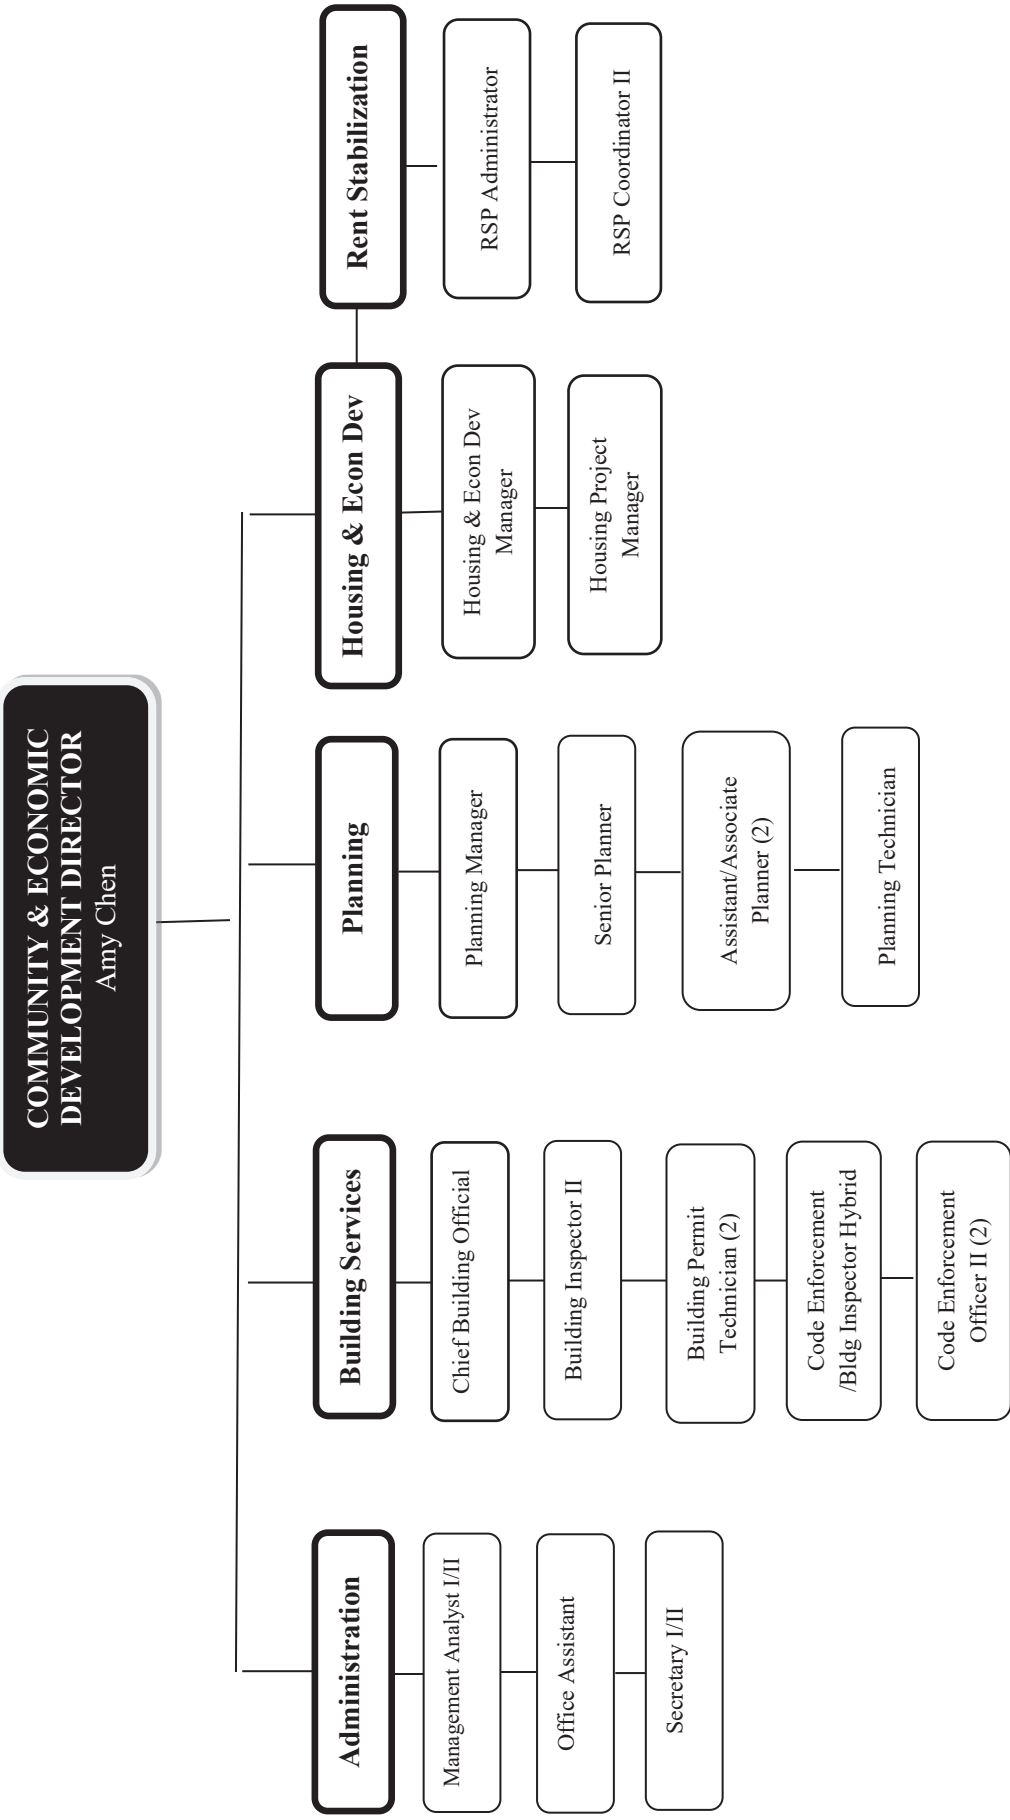 COMMUNITY & ECONOMIC
DEVELOPMENT DIRECTOR
Amy Chen
Administration
Management Analyst I/II
Office Assistant
Secretary I/II
Building Services
Chief Building Official
Building Inspector II
Building Permit
Technician (2)
Code Enforcement
/Bldg Inspector Hybrid
Code Enforcement
Officer II (2)
Planning
Planning Manager
Senior Planner
Assistant/Associate
Planner (2)
Planning Technician
Housing & Econ Dev
Housing & Econ Dev
Manager
Housing Project
Manager
Rent Stabilization
RSP Administrator
RSP Coordinator II